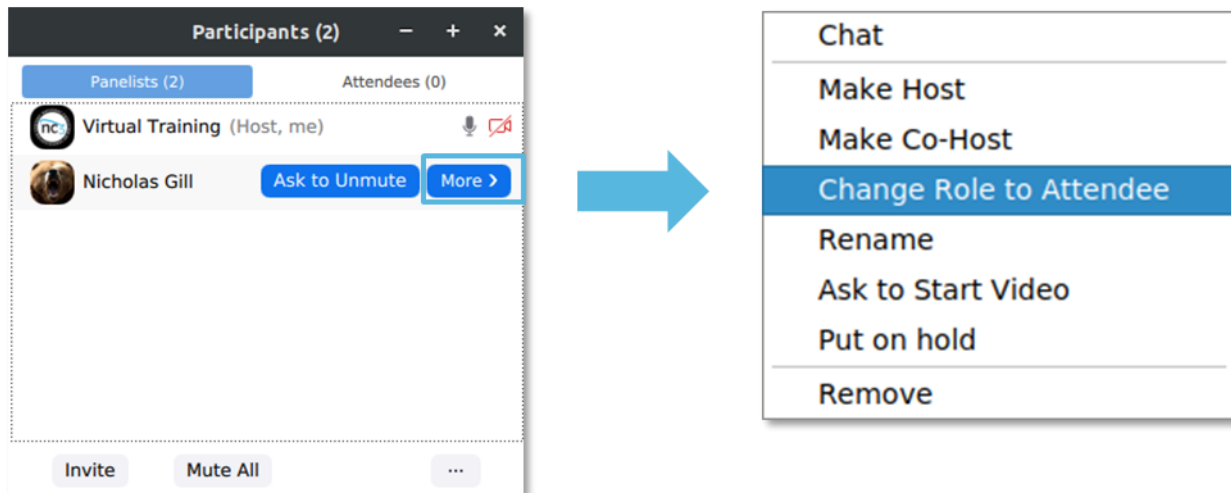 Participants (2)
Panelists (2) Attendees (0)
nc3 Virtual Training (Host, me)
Nicholas Gill Ask to Unmute More ›
Invite Mute All ...
Chat
Make Host
Make Co-Host
Change Role to Attendee
Rename
Ask to Start Video
Put on hold
Remove